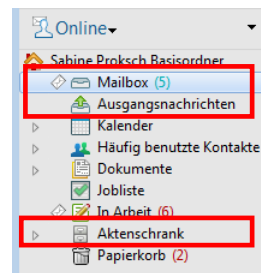 Online
Sabine Proksch Basisordner
Mailbox (5)
Ausgangsnachrichten
Kalender
Häufig benutzte Kontakte
Dokumente
Jobliste
In Arbeit (6)
Aktenschrank
Papierkorb (2)